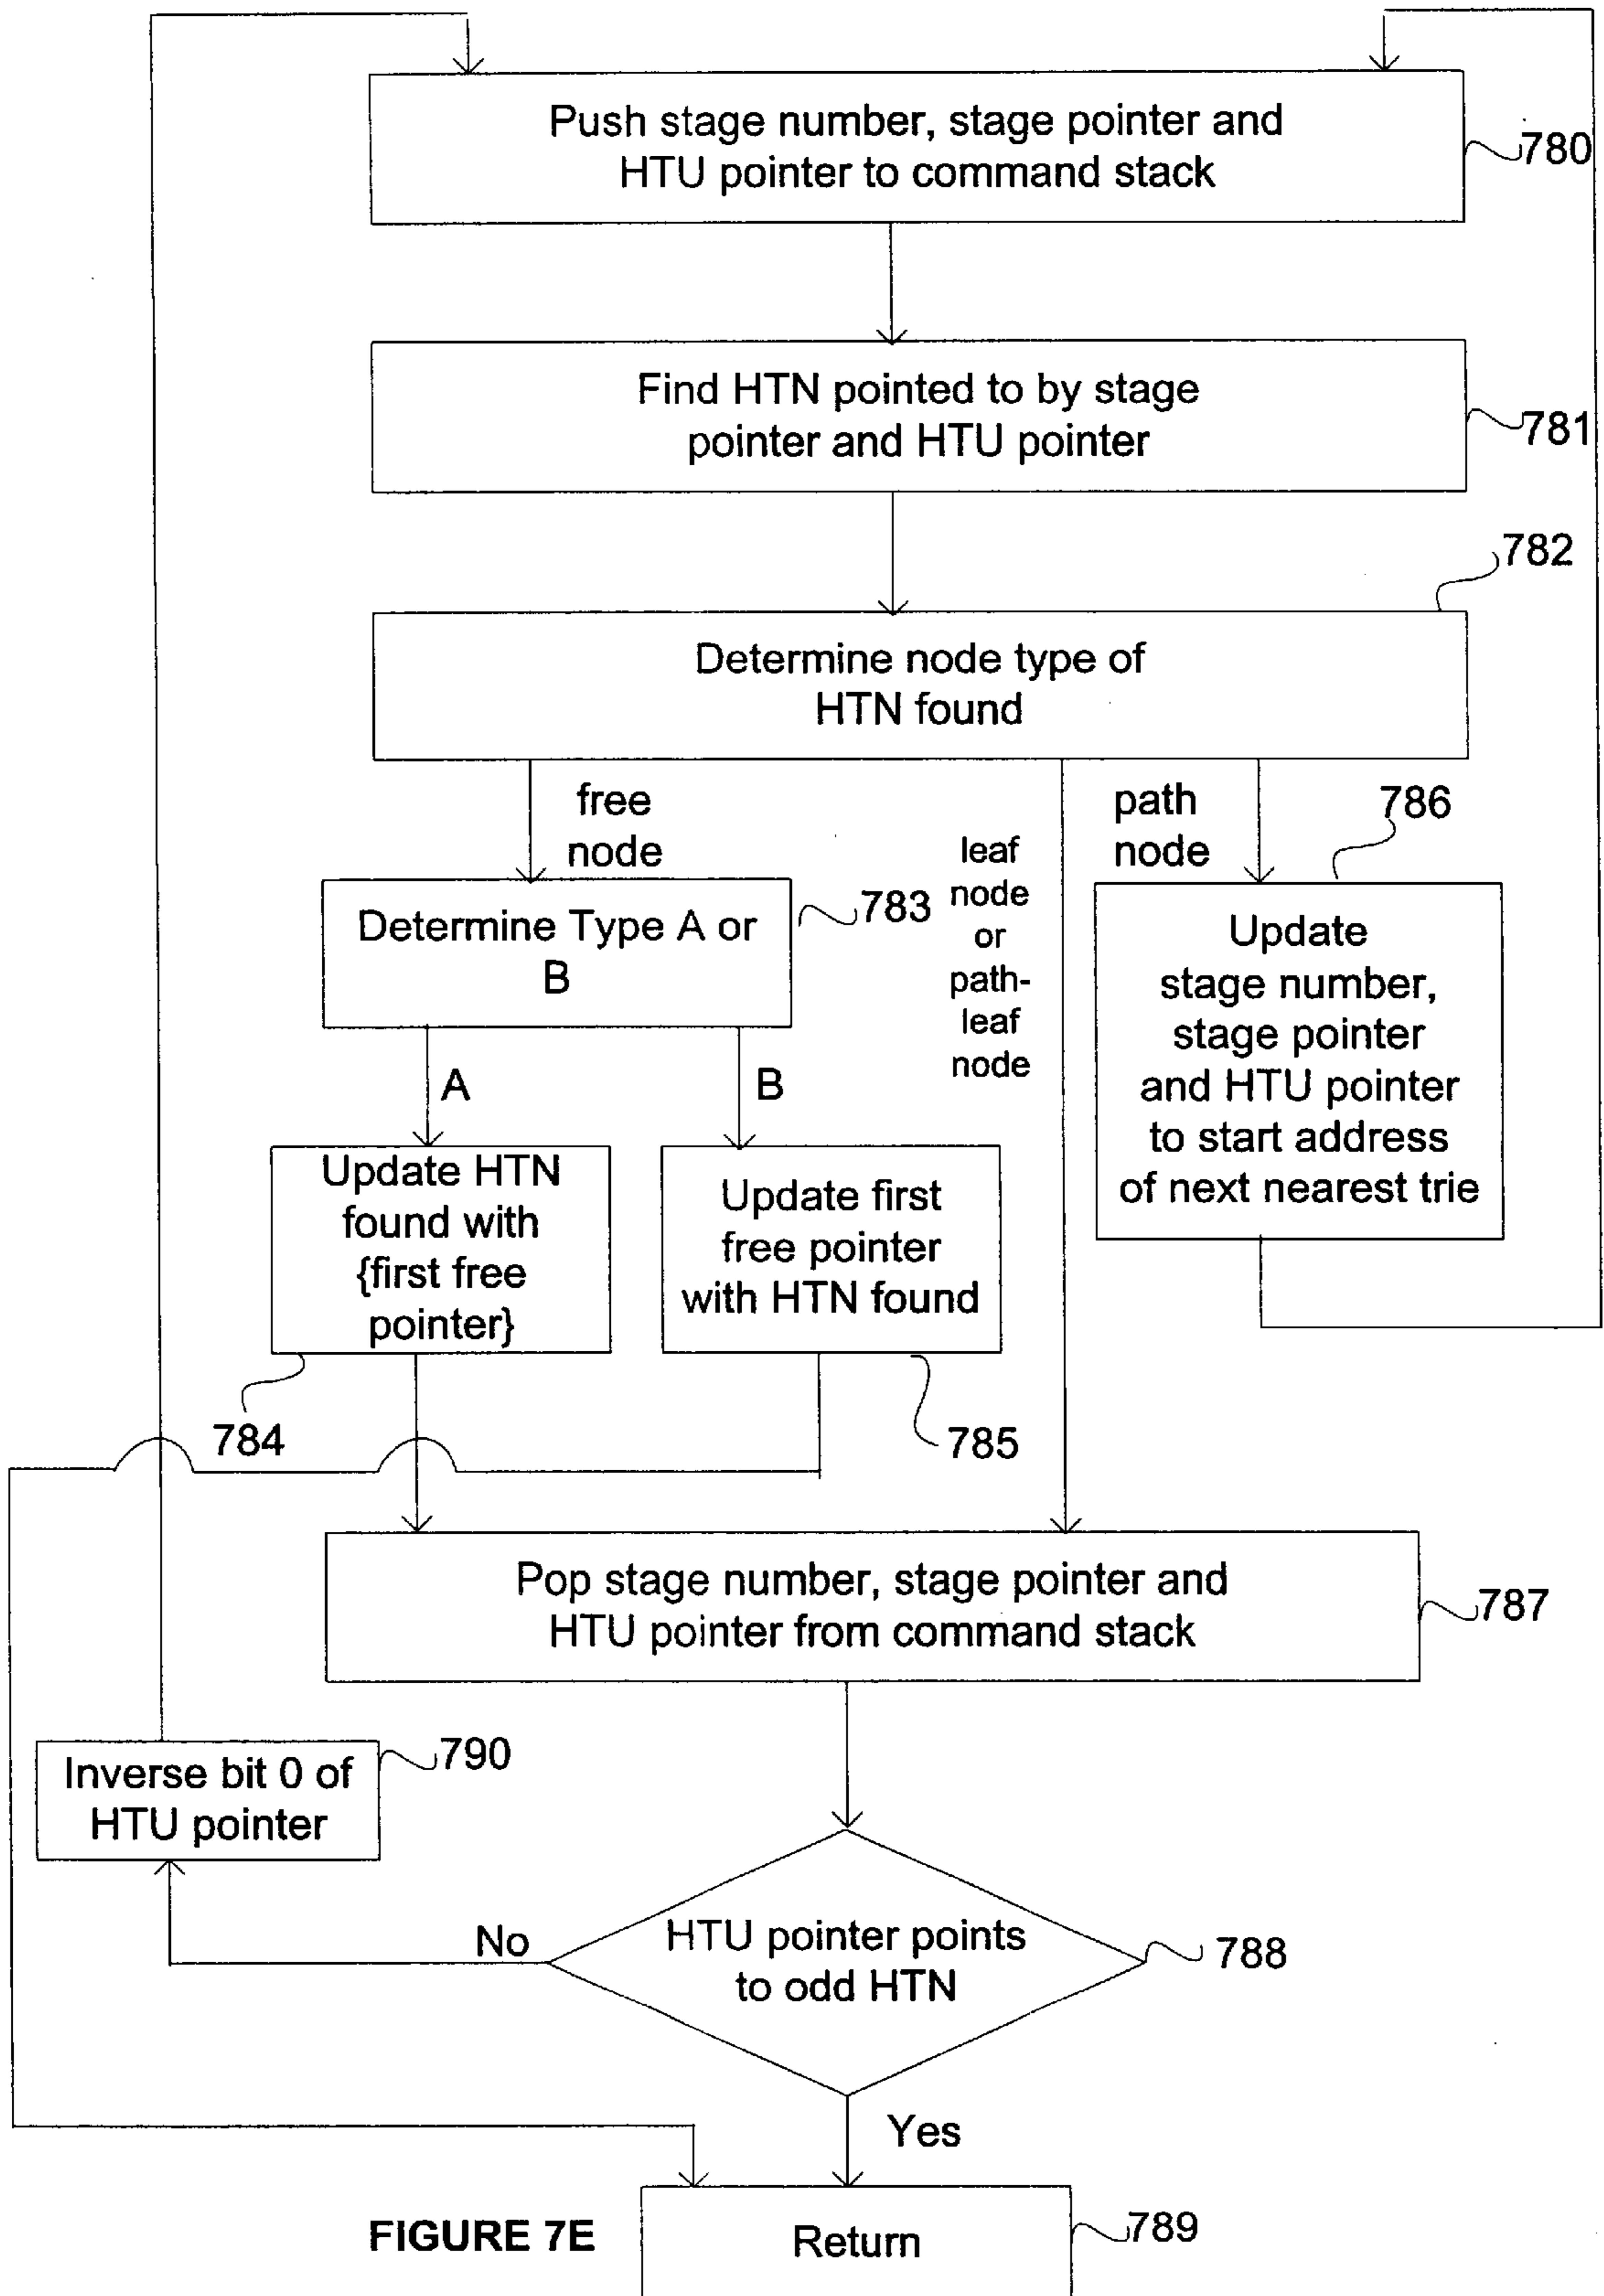 Push stage number, stage pointer and
HTU pointer to command stack
780
Find HTN pointed to by stage
pointer and HTU pointer
781
782
Determine node type of
HTN found
free
node
leaf
node
or
path-
leaf
node
path
node
786
Determine Type A or
B
783
Update
stage number,
stage pointer
and HTU pointer
to start address
of next nearest trie
A
B
Update HTN
found with
{first free
pointer}
Update first
free pointer
with HTN found
784
785
Pop stage number, stage pointer and
HTU pointer from command stack
787
Inverse bit 0 of
HTU pointer
790
No
HTU pointer points
to odd HTN
788
Yes
FIGURE 7E
Return
789